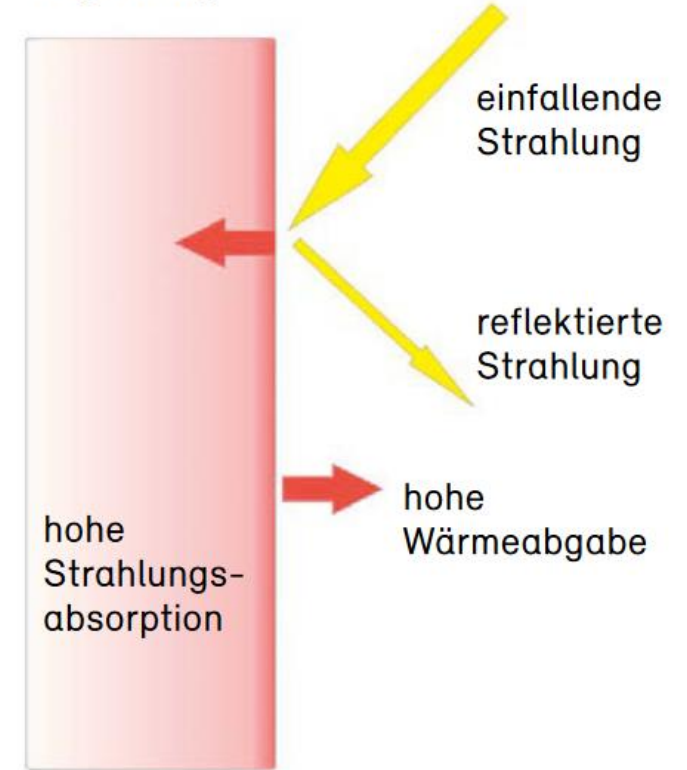 einfallende
Strahlung
reflektierte
Strahlung
hohe
Wärmeabgabe
hohe
Strahlungs-
absorption